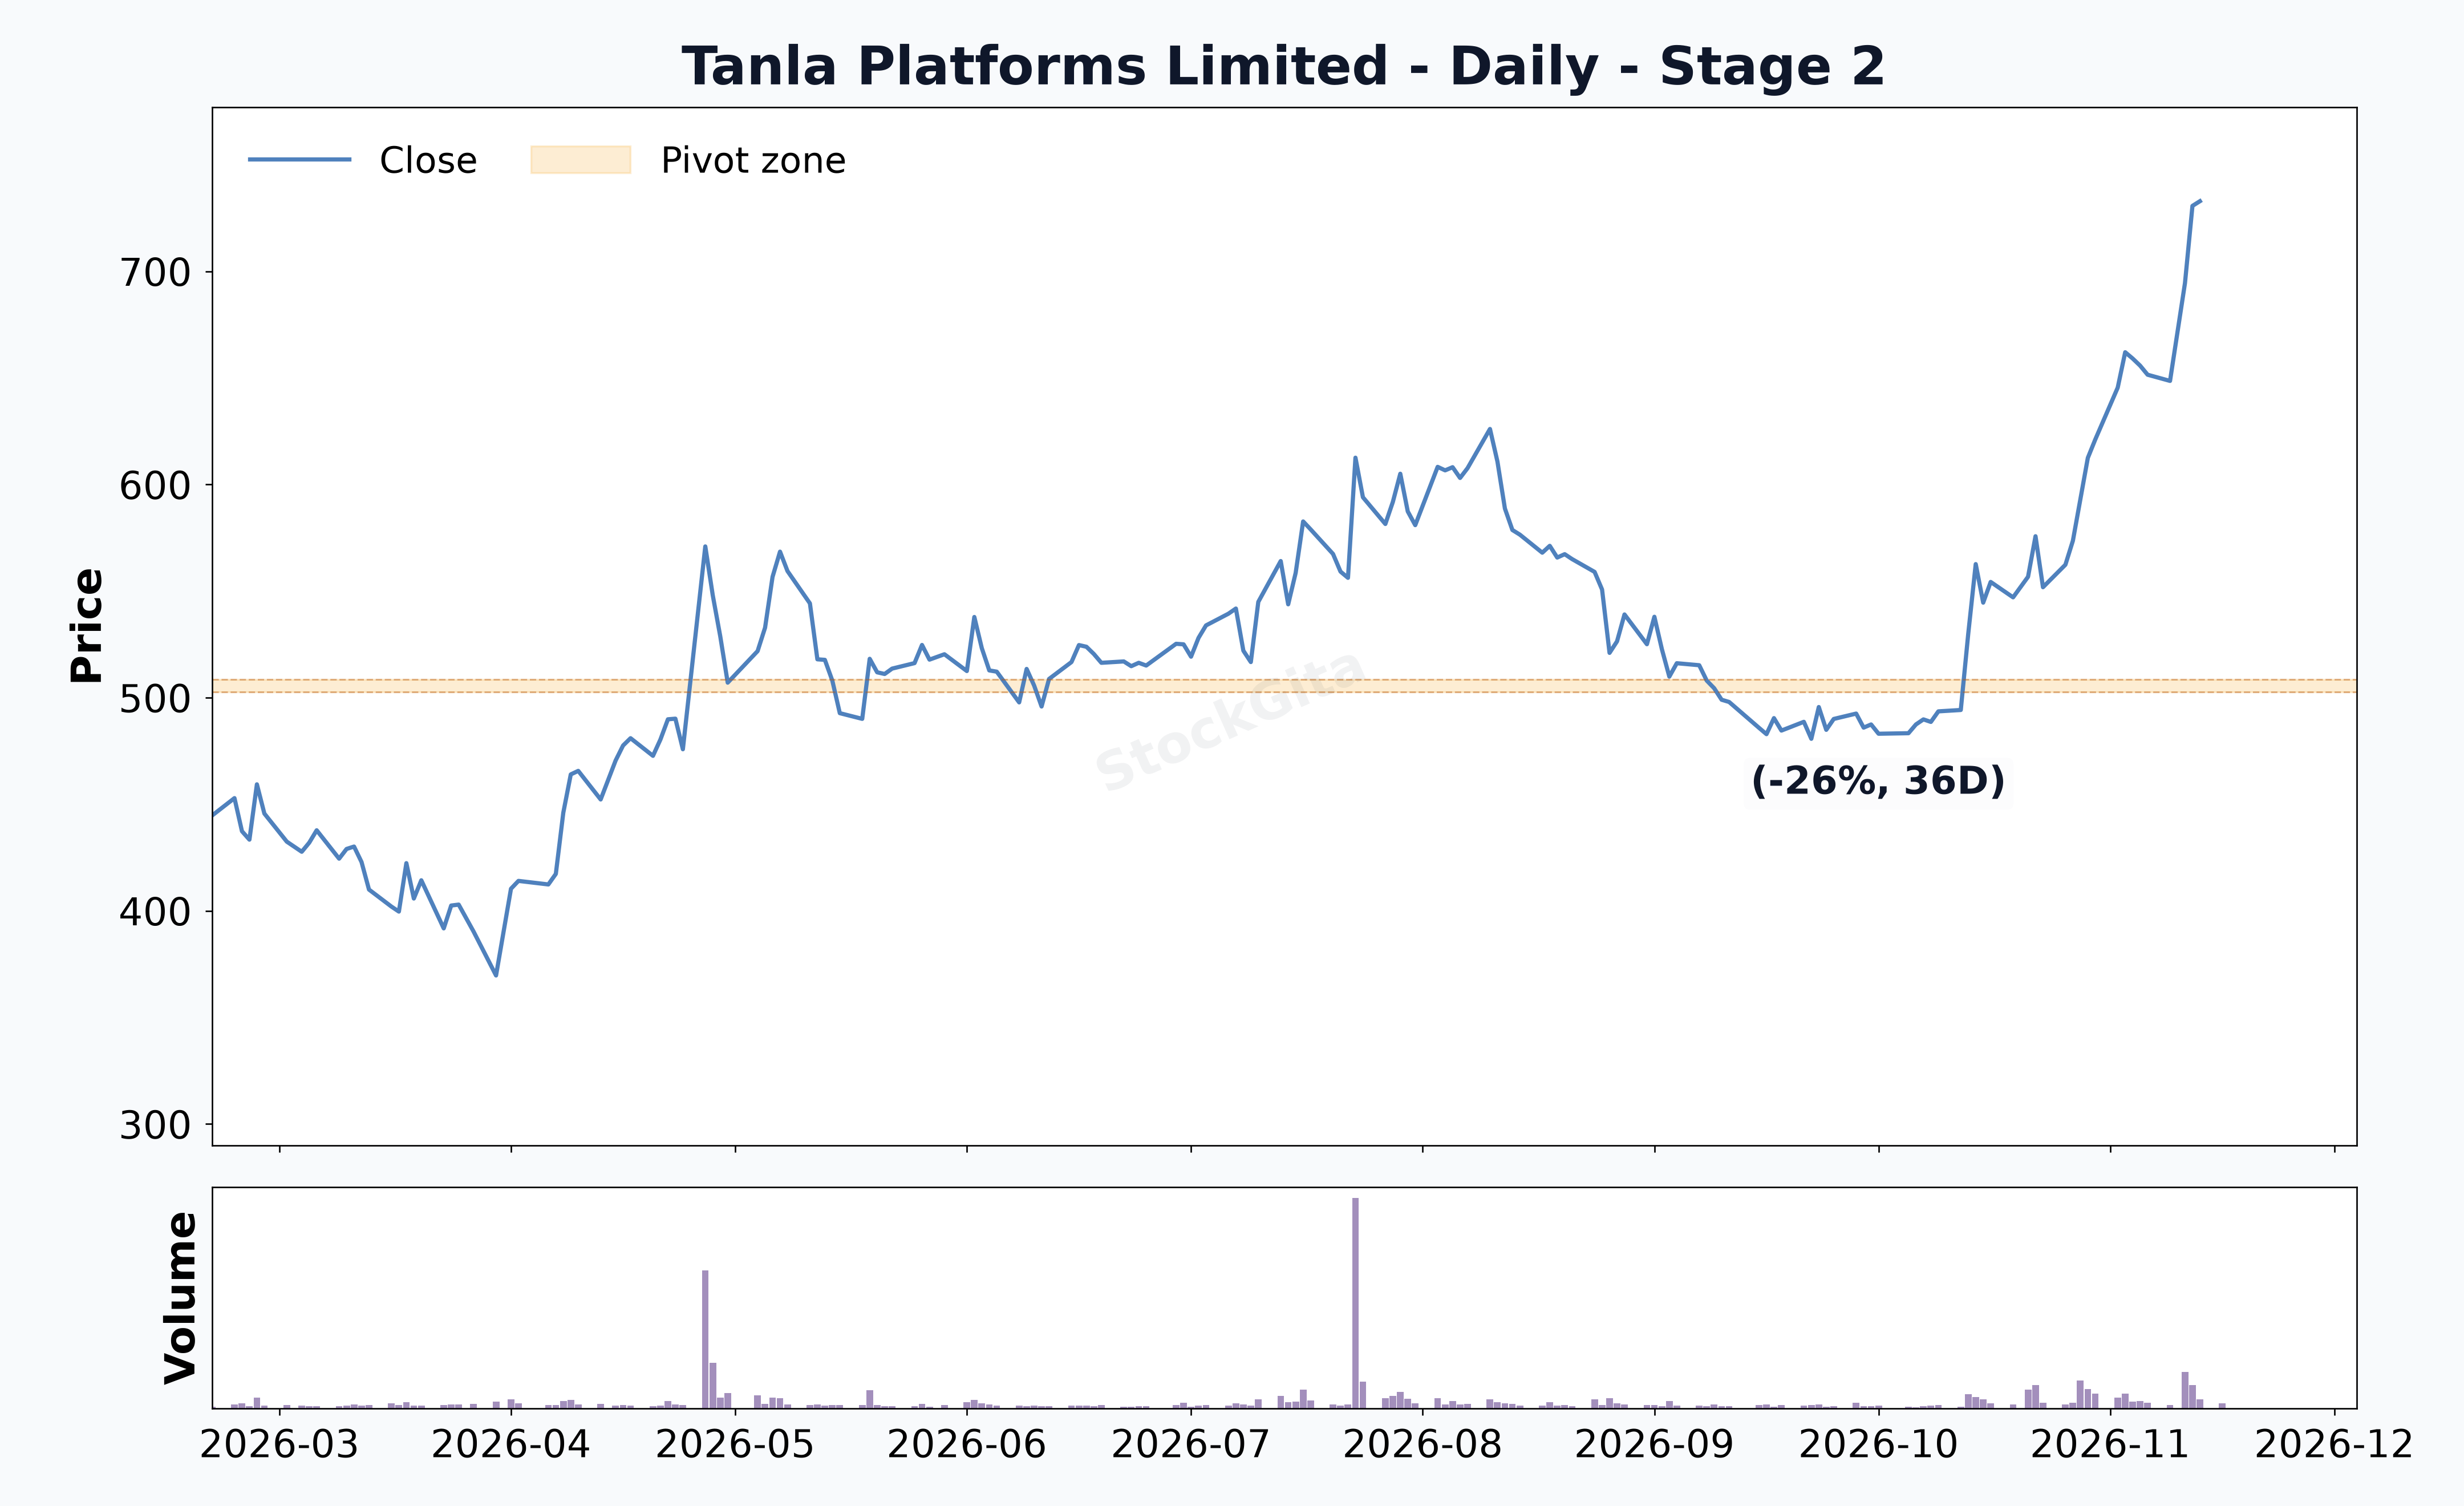 Tanla Platforms Limited - Daily - Stage 2
Close
Pivot zone
700
600
500
400
300
Price
StockGita
(-26%, 36D)
Volume
2026-03
2026-04
2026-05
2026-06
2026-07
2026-08
2026-09
2026-10
2026-11
2026-12